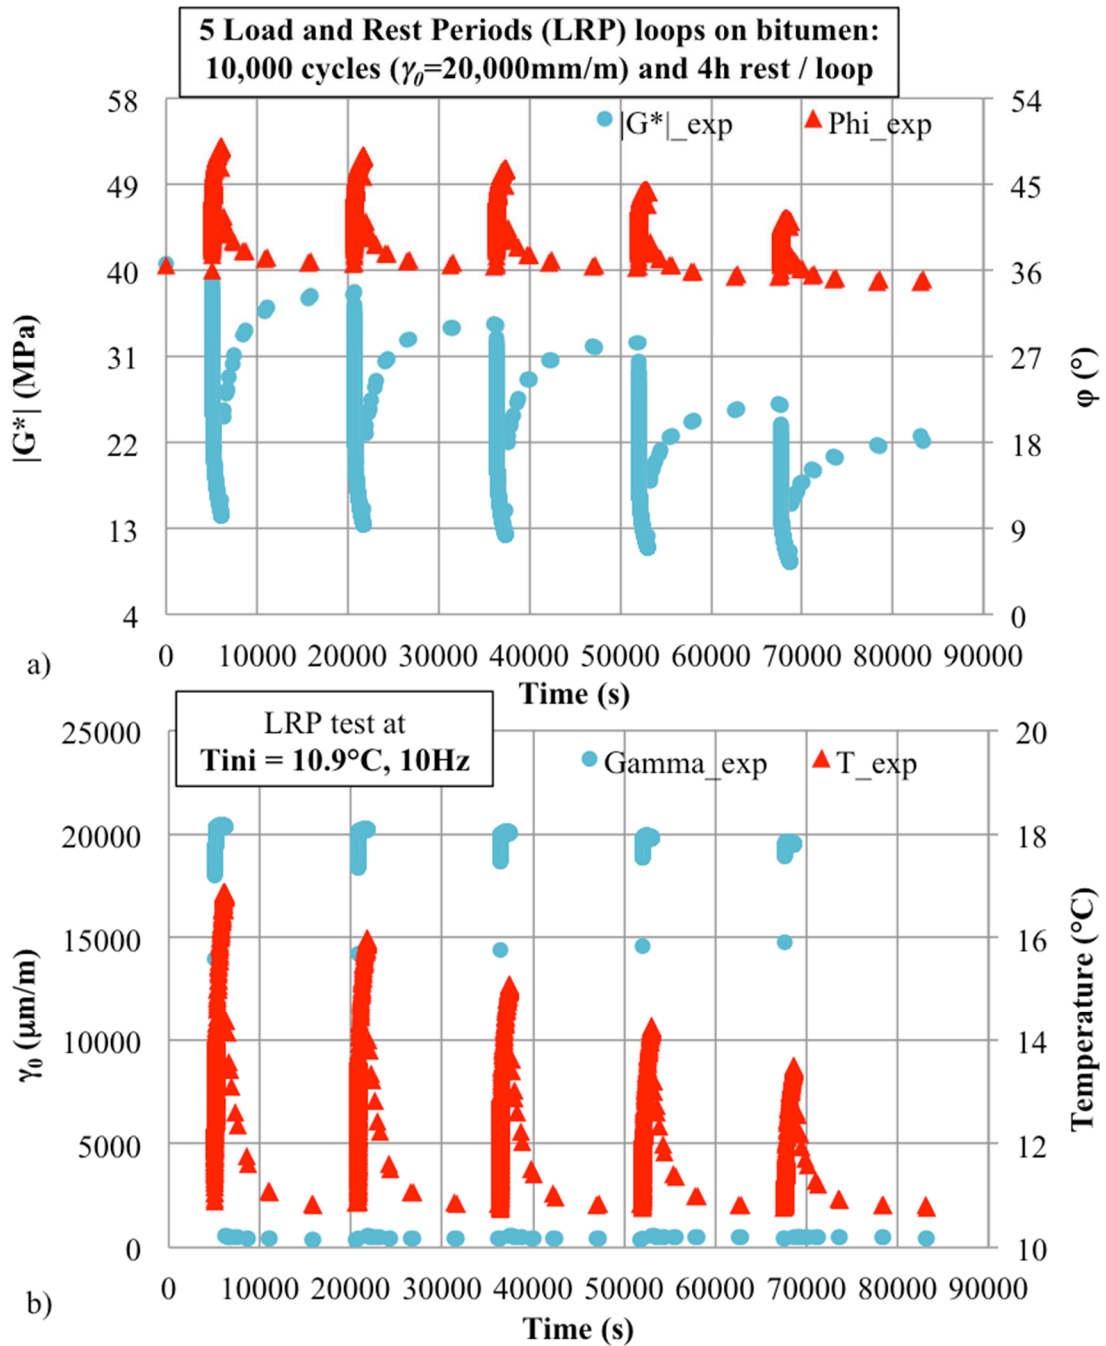 5 Load and Rest Periods (LRP) loops on bitumen:
10,000 cycles (γ0=20,000mm/m) and 4h rest / loop
58
49
40
31
22
13
4
|G*| (MPa)
|G*|_exp
Phi_exp
54
45
36
27
18
9
0
φ (°)
0 10000 20000 30000 40000 50000 60000 70000 80000 90000
Time (s)
a)
LRP test at
Tini = 10.9°C, 10Hz
25000
20000
15000
10000
5000
0
γ0 (µm/m)
Gamma_exp
T_exp
20
18
16
14
12
10
Temperature (°C)
0 10000 20000 30000 40000 50000 60000 70000 80000 90000
Time (s)
b)